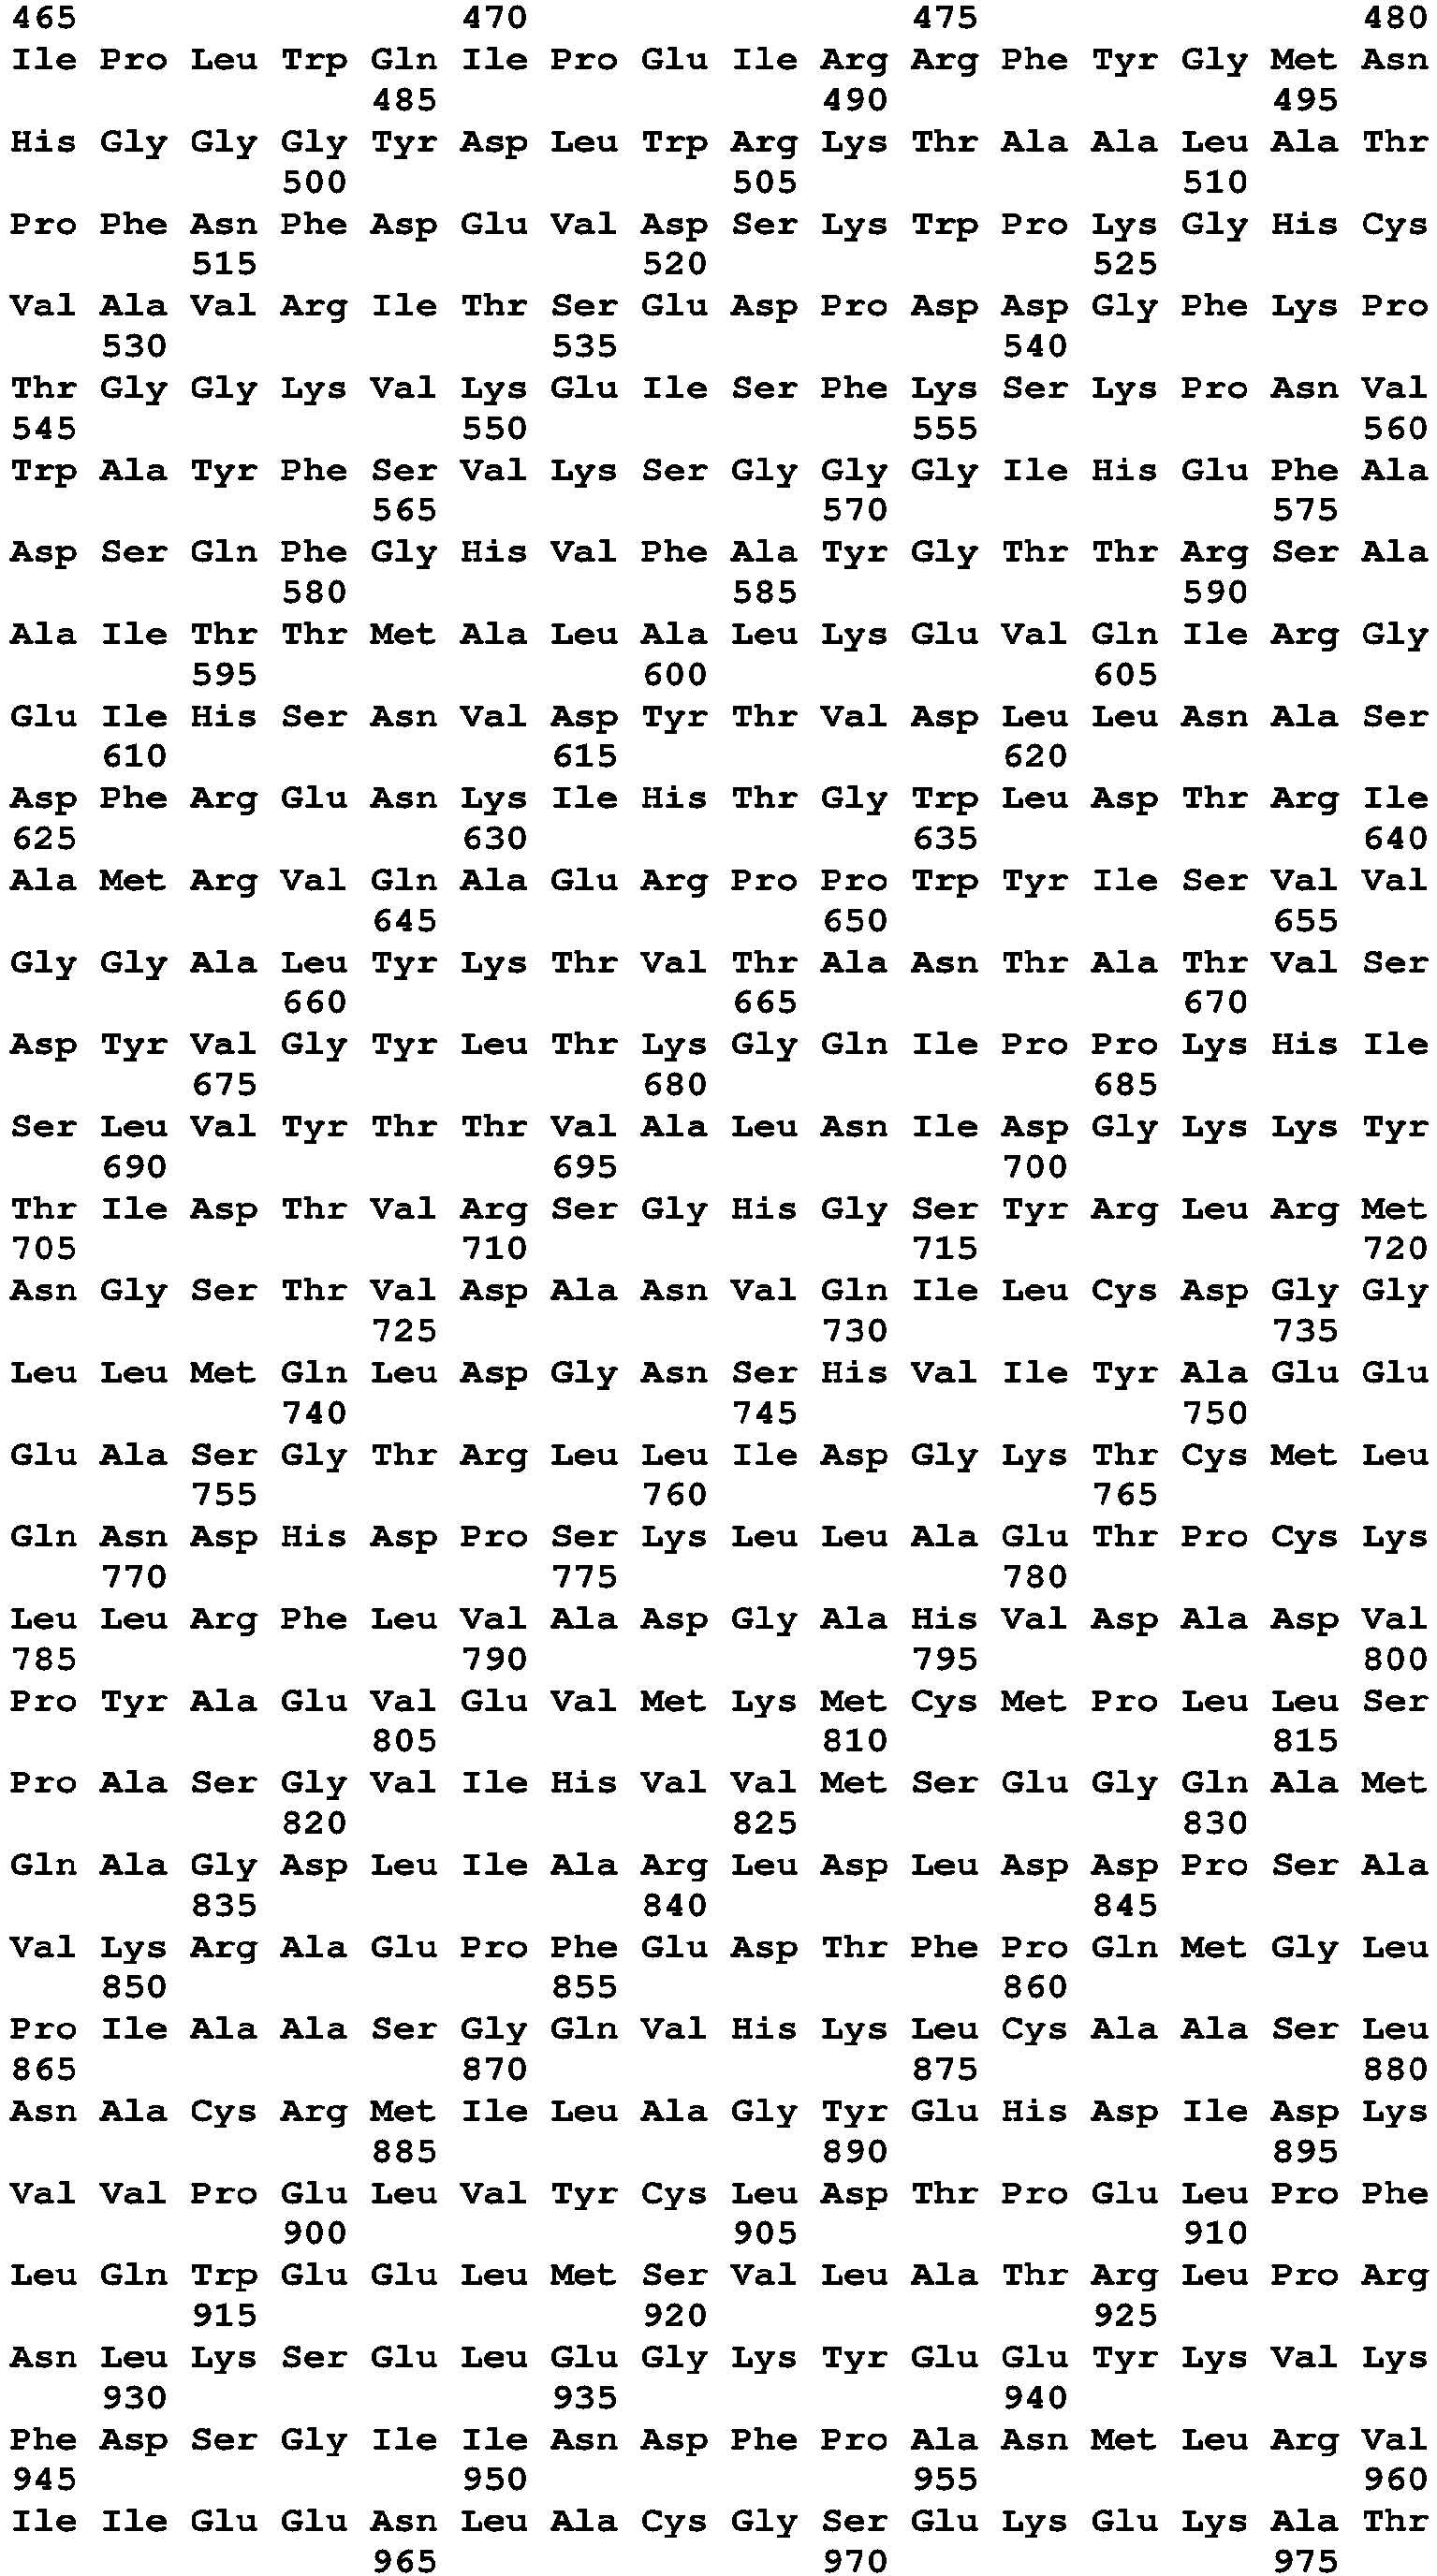 465 470 475 480
Ile Pro Leu Trp Gln Ile Pro Glu Ile Arg Arg Phe Tyr Gly Met Asn
485 490 495
His Gly Gly Gly Tyr Asp Leu Trp Arg Lys Thr Ala Ala Leu Ala Thr
500 505 510
Pro Phe Asn Phe Asp Glu Val Asp Ser Lys Trp Pro Lys Gly His Cys
515 520 525
Val Ala Val Arg Ile Thr Ser Glu Asp Pro Asp Asp Gly Phe Lys Pro
530 535 540
Thr Gly Gly Lys Val Lys Glu Ile Ser Phe Lys Ser Lys Pro Asn Val
545 550 555 560
Trp Ala Tyr Phe Ser Val Lys Ser Gly Gly Gly Ile His Glu Phe Ala
565 570 575
Asp Ser Gln Phe Gly His Val Phe Ala Tyr Gly Thr Thr Arg Ser Ala
580 585 590
Ala Ile Thr Thr Met Ala Leu Ala Leu Lys Glu Val Gln Ile Arg Gly
595 600 605
Glu Ile His Ser Asn Val Asp Tyr Thr Val Asp Leu Leu Asn Ala Ser
610 615 620
Asp Phe Arg Glu Asn Lys Ile His Thr Gly Trp Leu Asp Thr Arg Ile
625 630 635 640
Ala Met Arg Val Gln Ala Glu Arg Pro Pro Trp Tyr Ile Ser Val Val
645 650 655
Gly Gly Ala Leu Tyr Lys Thr Val Thr Ala Asn Thr Ala Thr Val Ser
660 665 670
Asp Tyr Val Gly Tyr Leu Thr Lys Gly Gln Ile Pro Pro Lys His Ile
675 680 685
Ser Leu Val Tyr Thr Thr Val Ala Leu Asn Ile Asp Gly Lys Lys Tyr
690 695 700
Thr Ile Asp Thr Val Arg Ser Gly His Gly Ser Tyr Arg Leu Arg Met
705 710 715 720
Asn Gly Ser Thr Val Asp Ala Asn Val Gln Ile Leu Cys Asp Gly Gly
725 730 735
Leu Leu Met Gln Leu Asp Gly Asn Ser His Val Ile Tyr Ala Glu Glu
740 745 750
Glu Ala Ser Gly Thr Arg Leu Leu Ile Asp Gly Lys Thr Cys Met Leu
755 760 765
Gln Asn Asp His Asp Pro Ser Lys Leu Leu Ala Glu Thr Pro Cys Lys
770 775 780
Leu Leu Arg Phe Leu Val Ala Asp Gly Ala His Val Asp Ala Asp Val
785 790 795 800
Pro Tyr Ala Glu Val Glu Val Met Lys Met Cys Met Pro Leu Leu Ser
805 810 815
Pro Ala Ser Gly Val Ile His Val Val Met Ser Glu Gly Gln Ala Met
820 825 830
Gln Ala Gly Asp Leu Ile Ala Arg Leu Asp Leu Asp Asp Pro Ser Ala
835 840 845
Val Lys Arg Ala Glu Pro Phe Glu Asp Thr Phe Pro Gln Met Gly Leu
850 855 860
Pro Ile Ala Ala Ser Gly Gln Val His Lys Leu Cys Ala Ala Ser Leu
865 870 875 880
Asn Ala Cys Arg Met Ile Leu Ala Gly Tyr Glu His Asp Ile Asp Lys
885 890 895
Val Val Pro Glu Leu Val Tyr Cys Leu Asp Thr Pro Glu Leu Pro Phe
900 905 910
Leu Gln Trp Glu Glu Leu Met Ser Val Leu Ala Thr Arg Leu Pro Arg
915 920 925
Asn Leu Lys Ser Glu Leu Glu Gly Lys Tyr Glu Glu Tyr Lys Val Lys
930 935 940
Phe Asp Ser Gly Ile Ile Asn Asp Phe Pro Ala Asn Met Leu Arg Val
945 950 955 960
Ile Ile Glu Glu Asn Leu Ala Cys Gly Ser Glu Lys Glu Lys Ala Thr
965 970 975